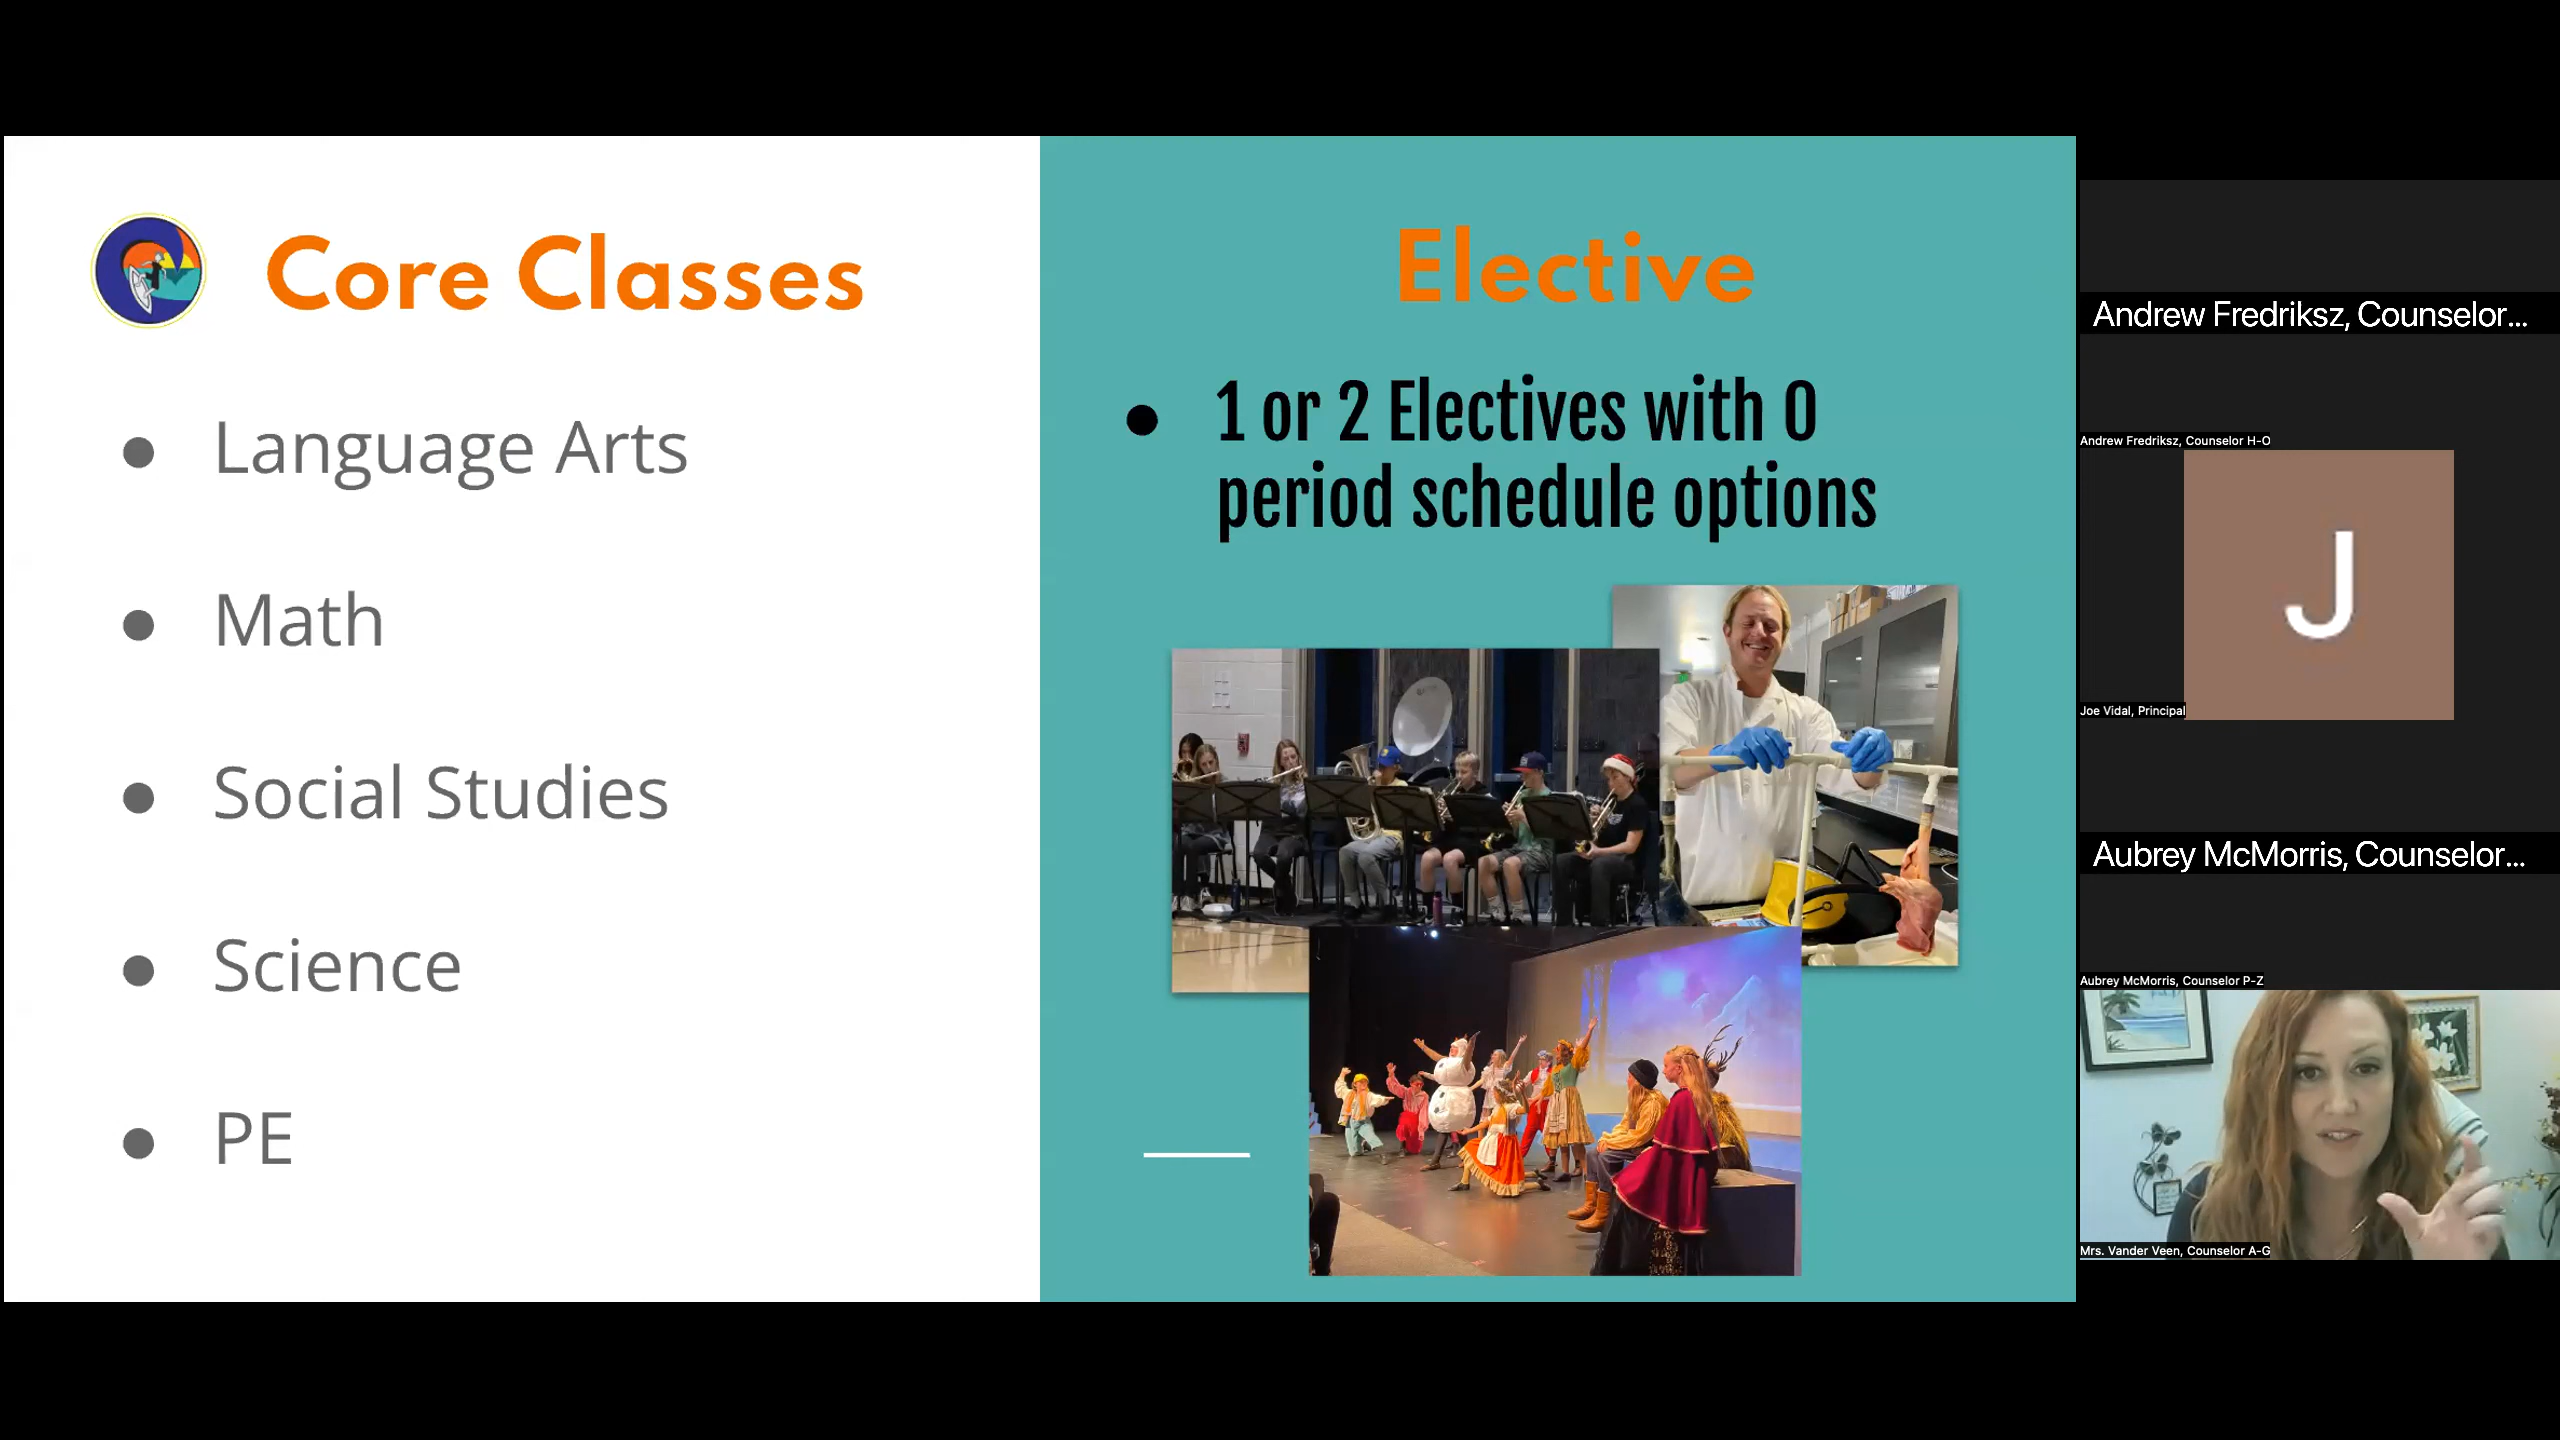 Core Classes
Language Arts
Math
Social Studies
Science
PE
Elective
1 or 2 Electives with 0
period schedule options
Andrew Fredriksz, Counselor...
Andrew Fredriksz, Counselor H-O
J
Joe Vidal, Principal
Aubrey McMorris, Counselor...
Aubrey McMorris, Counselor P-Z
Mrs. Vander Veen, Counselor A-G